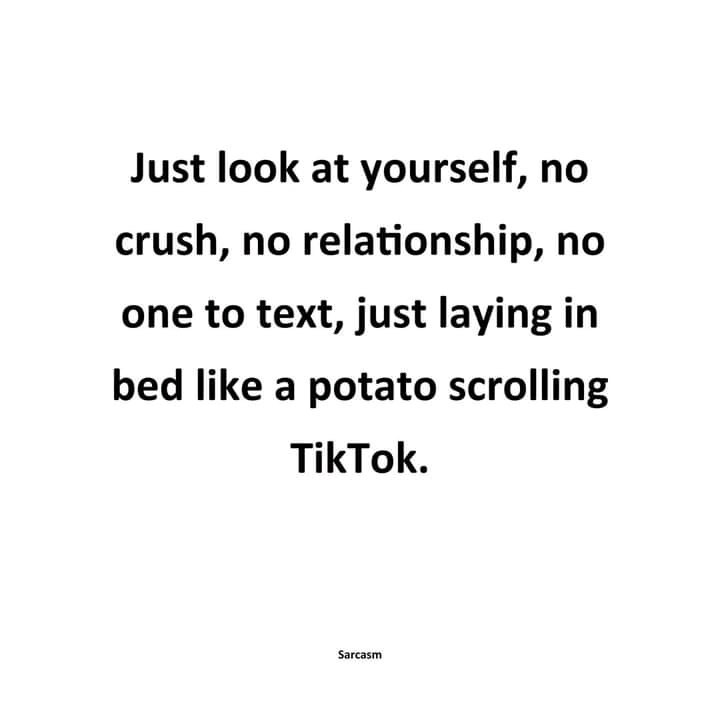 Just look at yourself, no
crush, no relationship, no
one to text, just laying in
bed like a potato scrolling
TikTok.
Sarcasm